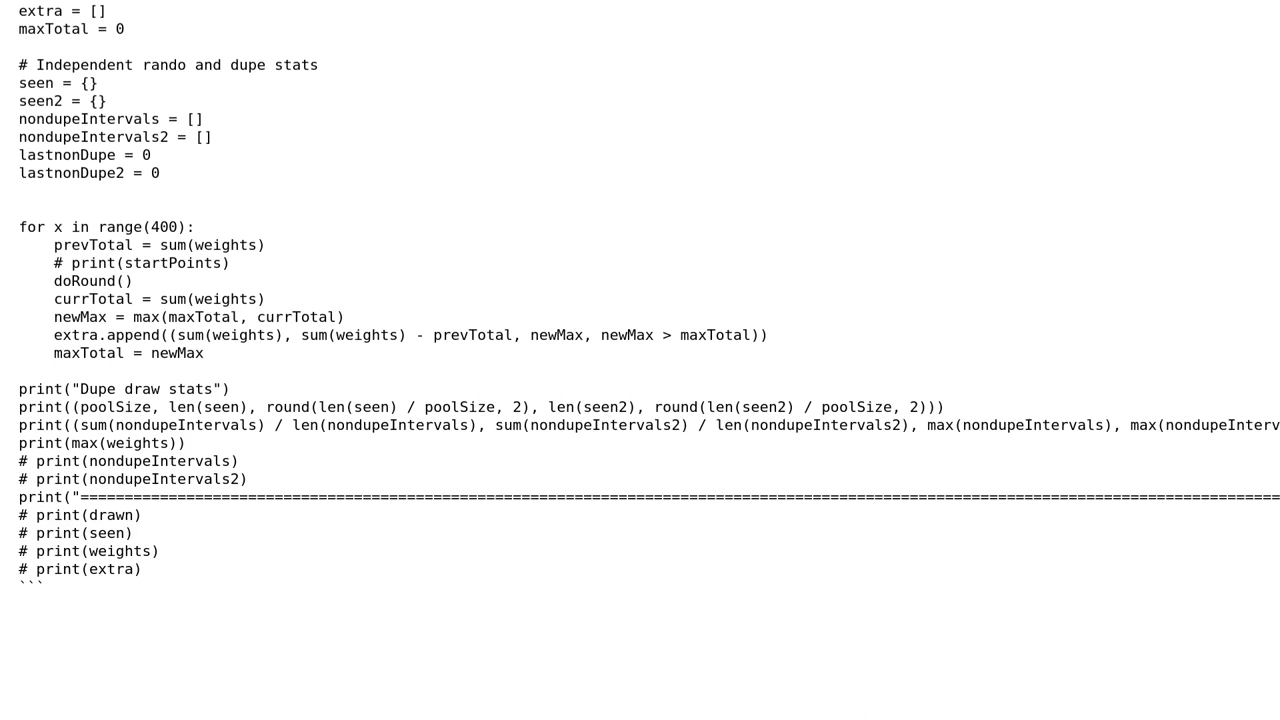 extra = []
maxTotal = 0
# Independent rando and dupe stats
seen = {}
seen2 = {}
nondupeIntervals = []
nondupeIntervals2 = []
lastnonDupe = 0
lastnonDupe2 = 0
for x in range(400):
    prevTotal = sum(weights)
    # print(startPoints)
    doRound()
    currTotal = sum(weights)
    newMax = max(maxTotal, currTotal)
    extra.append((sum(weights), sum(weights) - prevTotal, newMax, newMax > maxTotal))
    maxTotal = newMax
print("Dupe draw stats")
print((poolSize, len(seen), round(len(seen) / poolSize, 2), len(seen2), round(len(seen2) / poolSize, 2)))
print((sum(nondupeIntervals) / len(nondupeIntervals), sum(nondupeIntervals2) / len(nondupeIntervals2), max(nondupeIntervals), max(nondupeInterv
print(max(weights))
# print(nondupeIntervals)
# print(nondupeIntervals2)
print("========================================================================================================================================
# print(drawn)
# print(seen)
# print(weights)
# print(extra)
```